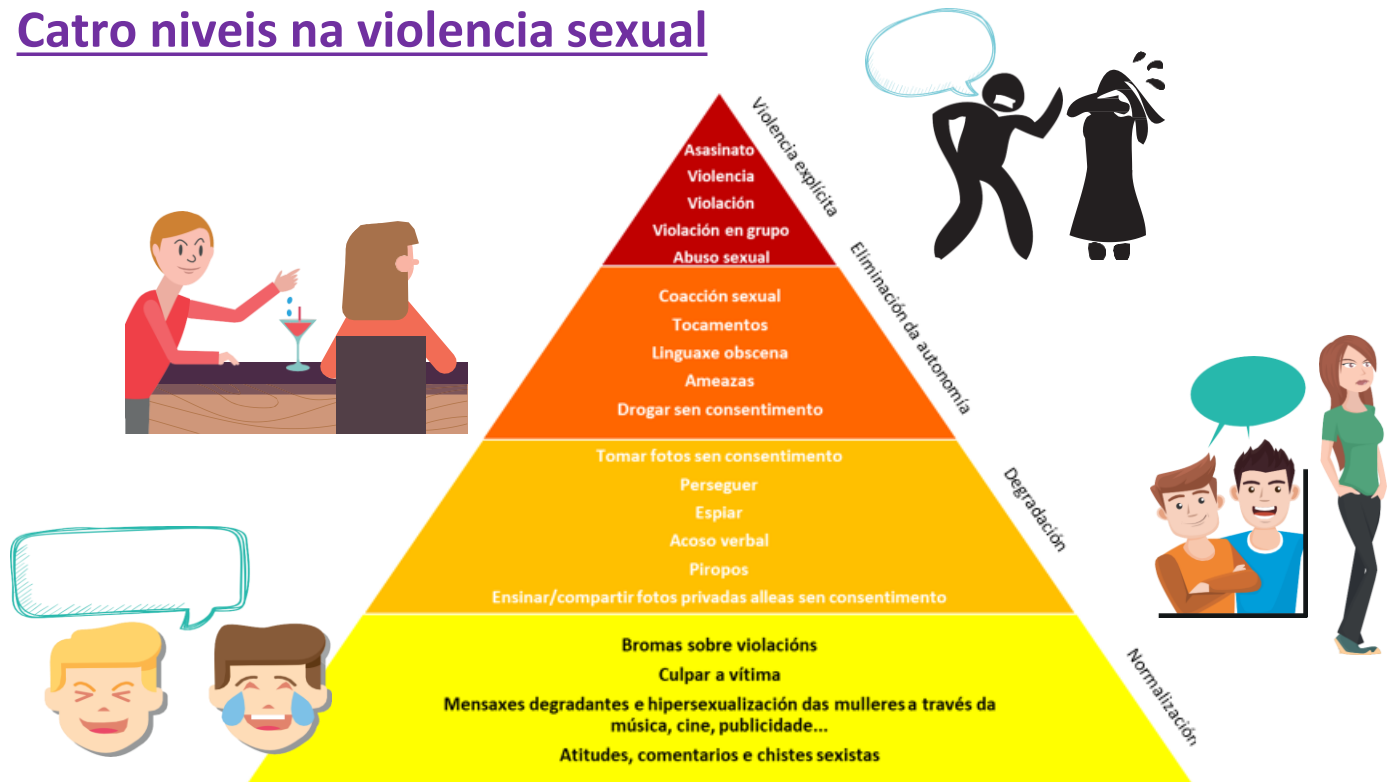 Catro niveis na violencia sexual
Violencia explícita
Asasinato
Violencia
Violación
Violación en grupo
Abuso sexual
Eliminación da autonomía
Coacción sexual
Tocamentos
Linguaxe obscena
Ameazas
Drogar sen consentimento
Degradación
Tomar fotos sen consentimento
Perseguer
Espiar
Acoso verbal
Piropos
Ensinar/compartir fotos privadas alleas sen consentimento
Normalización
Bromas sobre violacións
Culpar a vítima
Mensaxes degradantes e hipersexualización das mulleres a través da
música, cine, publicidade...
Atitudes, comentarios e chistes sexistas